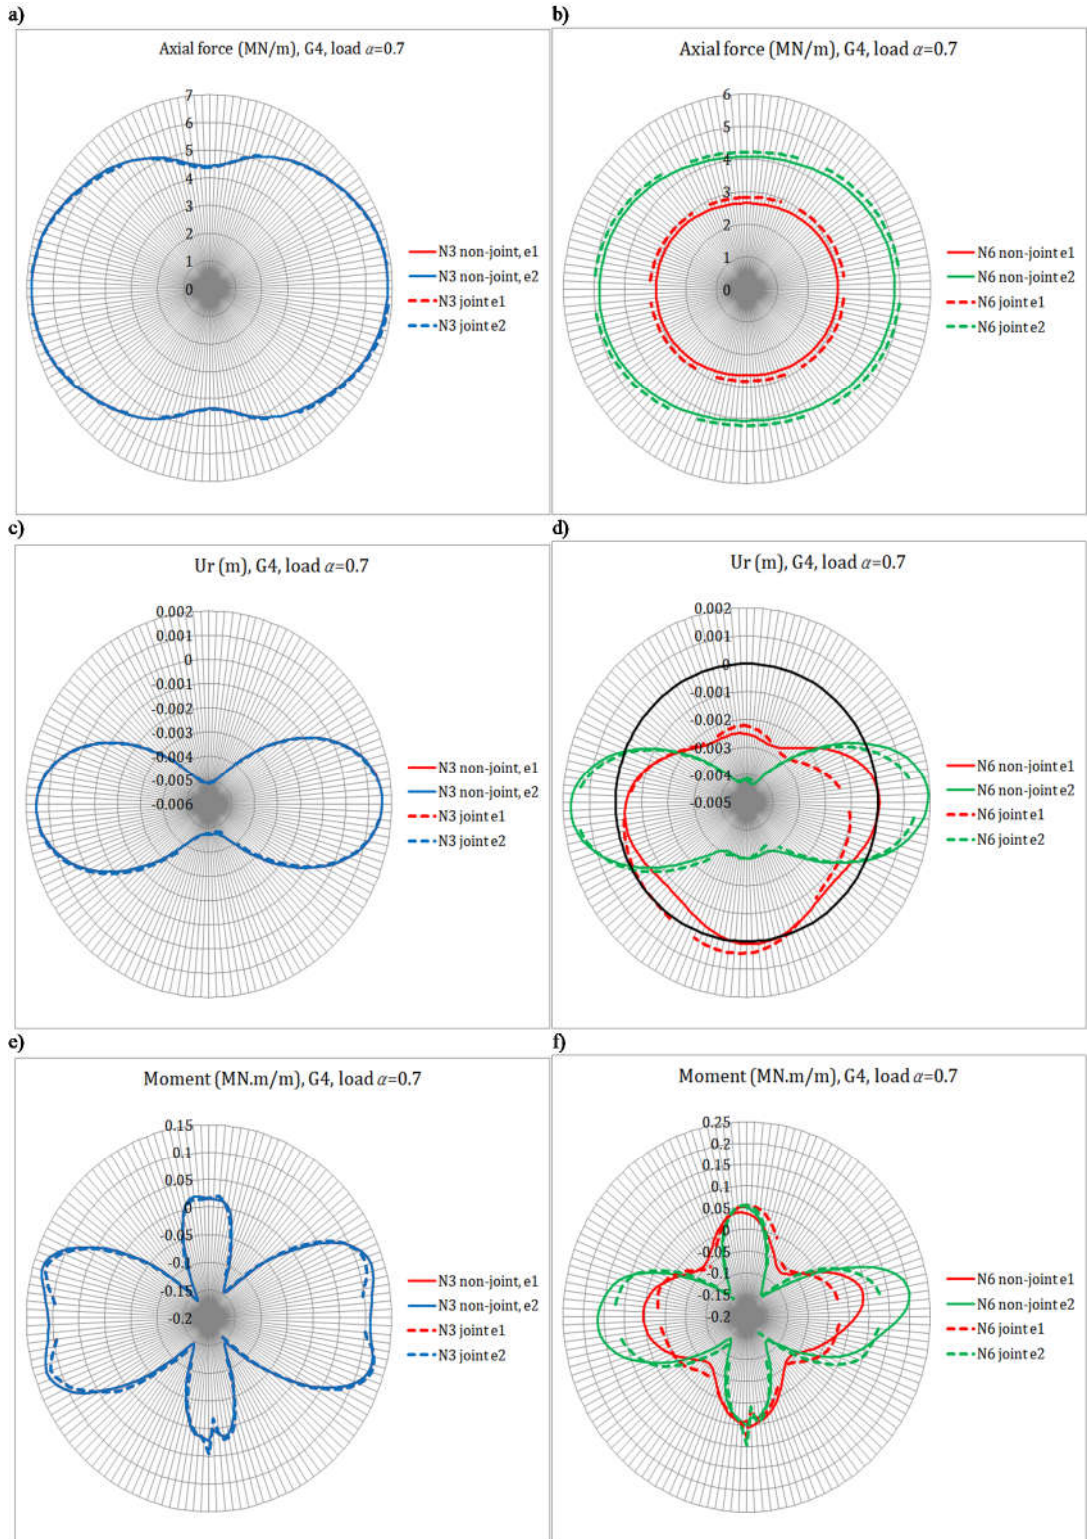 a)
Axial force (MN/m), G4, load α=0.7
7
6
5
4
3
2
1
0
N3 non-joint, e1
N3 non-joint, e2
N3 joint e1
N3 joint e2
b)
Axial force (MN/m), G4, load α=0.7
6
5
4
3
2
1
0
N6 non-joint e1
N6 non-joint e2
N6 joint e1
N6 joint e2
c)
Ur (m), G4, load α=0.7
0.002
0.001
0
-0.001
-0.002
-0.003
-0.004
-0.005
-0.006
N3 non-joint, e1
N3 non-joint, e2
N3 joint e1
N3 joint e2
d)
Ur (m), G4, load α=0.7
0.002
0.001
0
-0.001
-0.002
-0.003
-0.004
-0.005
N6 non-joint e1
N6 non-joint e2
N6 joint e1
N6 joint e2
e)
Moment (MN.m/m), G4, load α=0.7
0.15
0.1
0.05
0
-0.05
-0.1
-0.15
-0.2
N3 non-joint, e1
N3 non-joint, e2
N3 joint e1
N3 joint e2
f)
Moment (MN.m/m), G4, load α=0.7
0.25
0.2
0.15
0.1
0.05
0
-0.05
-0.1
-0.15
-0.2
N6 non-joint e1
N6 non-joint e2
N6 joint e1
N6 joint e2